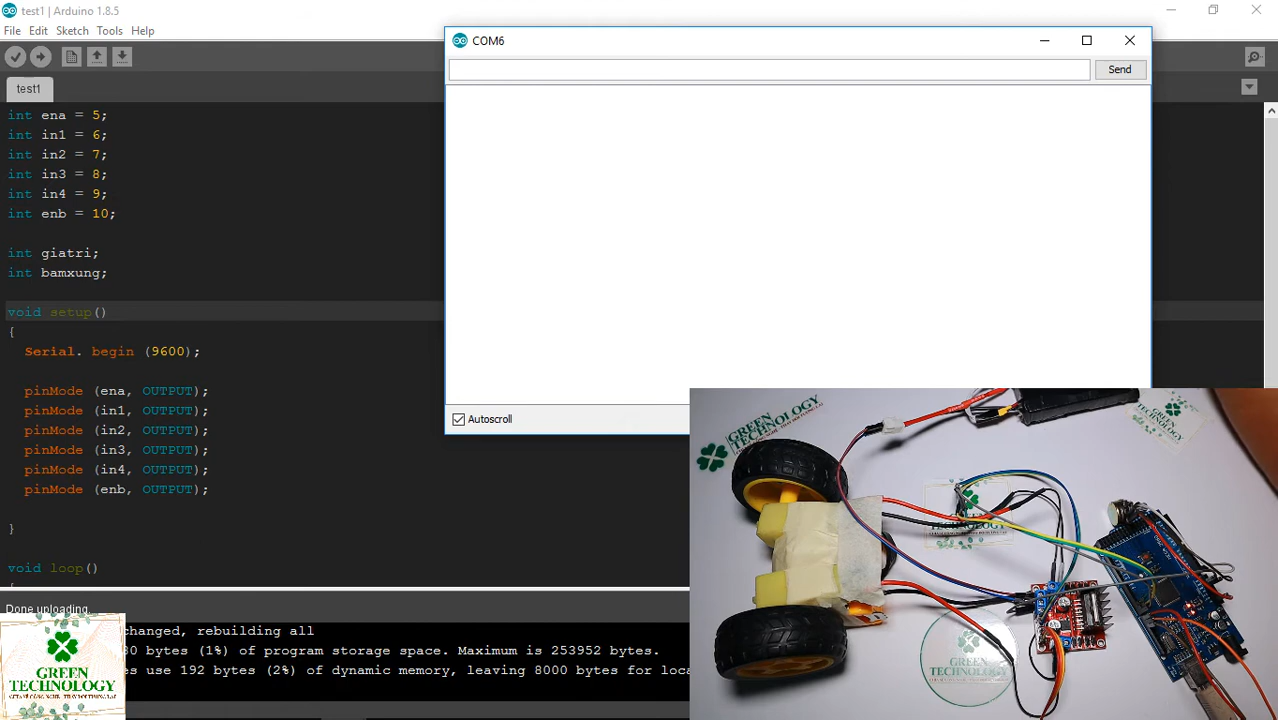 test1 | Arduino 1.8.5
File Edit Sketch Tools Help
test1
int ena = 5;
int in1 = 6;
int in2 = 7;
int in3 = 8;
int in4 = 9;
int enb = 10;
int giatri;
int bamxung;
void setup()
{
Serial. begin (9600);
pinMode (ena, OUTPUT);
pinMode (in1, OUTPUT);
pinMode (in2, OUTPUT);
pinMode (in3, OUTPUT);
pinMode (in4, OUTPUT);
pinMode (enb, OUTPUT);
}
void loop()
COM6
Send
Autoscroll
Done uploading.
changed, rebuilding all
30 bytes (1%) of program storage space. Maximum is 253952 bytes.
es use 192 bytes (2%) of dynamic memory, leaving 8000 bytes for loca
GREEN
TECHNOLOGY
GREEN
TECHNOLOGY
TECHNOLOGY
TECHNOLOGY